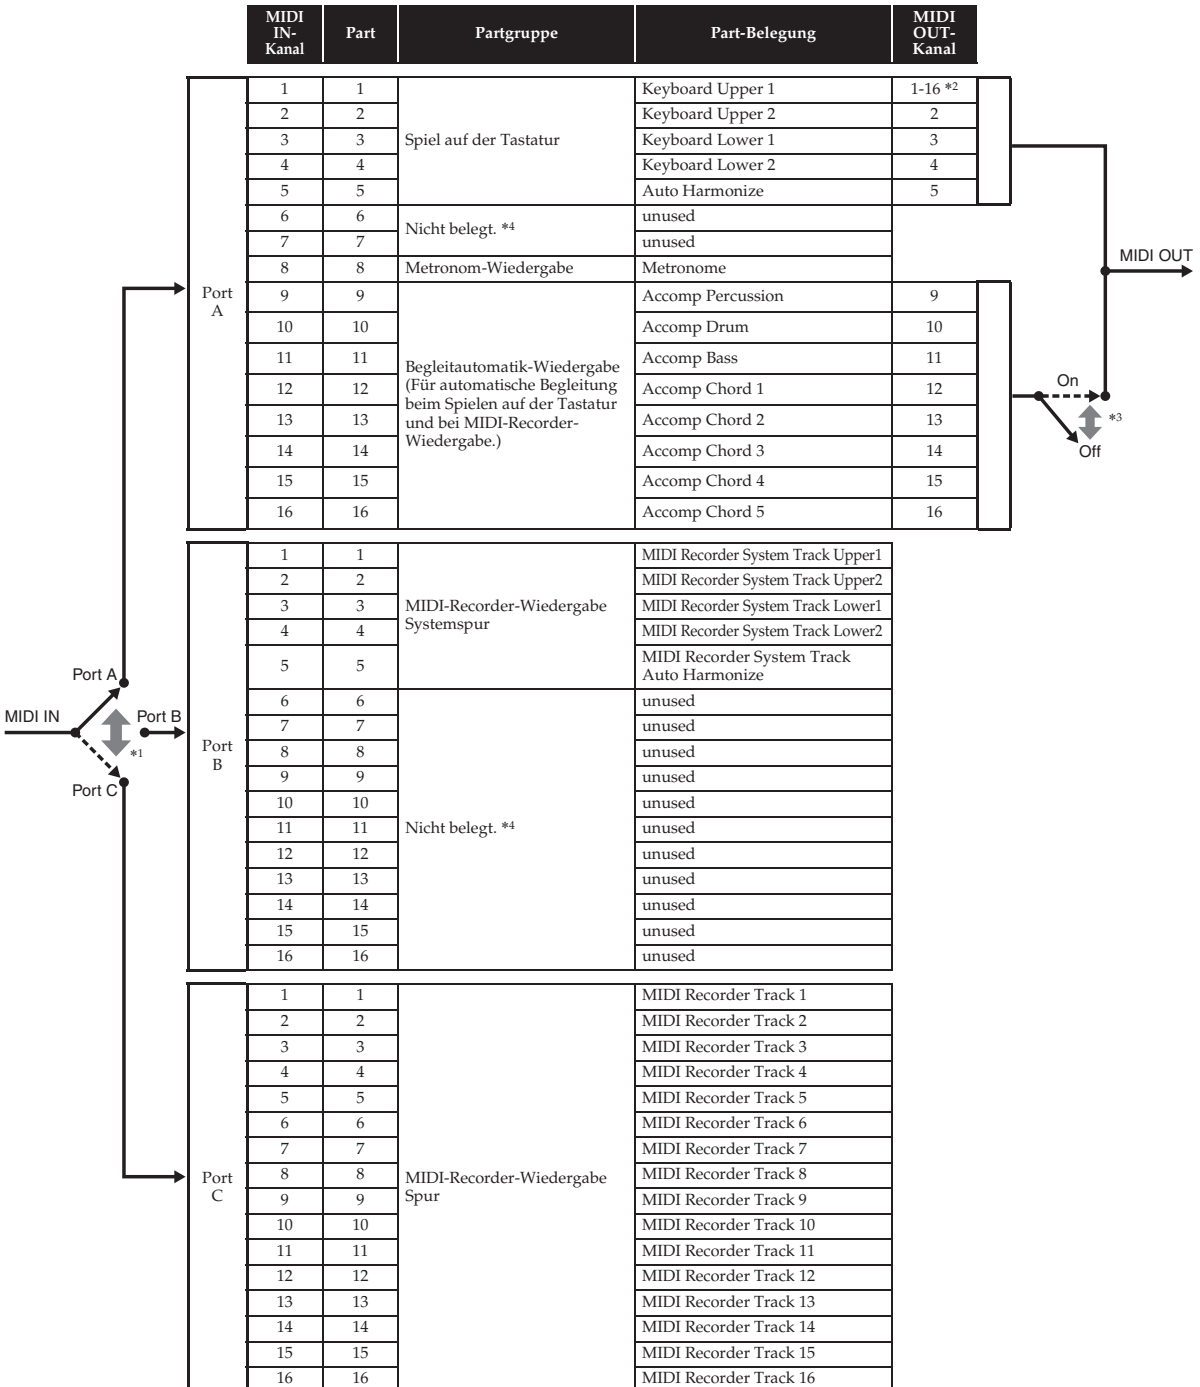 MIDI IN-Kanal Part Partgruppe Part-Belegung MIDI OUT-Kanal
Port A
1 1 Spiel auf der Tastatur Keyboard Upper 1 1-16 *2
2 2 Keyboard Upper 2 2
3 3 Keyboard Lower 1 3
4 4 Keyboard Lower 2 4
5 5 Auto Harmonize 5
6 6 Nicht belegt. *4 unused
7 7 unused
8 8 Metronom-Wiedergabe Metronome
9 9 Begleitautomatik-Wiedergabe (Für automatische Begleitung beim Spielen auf der Tastatur und bei MIDI-Recorder-Wiedergabe.) Accomp Percussion 9
10 10 Accomp Drum 10
11 11 Accomp Bass 11
12 12 Accomp Chord 1 12
13 13 Accomp Chord 2 13
14 14 Accomp Chord 3 14
15 15 Accomp Chord 4 15
16 16 Accomp Chord 5 16
MIDI OUT
On
*3
Off
MIDI IN
Port A
Port B
*1
Port C
Port B
1 1 MIDI-Recorder-Wiedergabe Systemspur MIDI Recorder System Track Upper1
2 2 MIDI Recorder System Track Upper2
3 3 MIDI Recorder System Track Lower1
4 4 MIDI Recorder System Track Lower2
5 5 MIDI Recorder System Track Auto Harmonize
6 6 Nicht belegt. *4 unused
7 7 unused
8 8 unused
9 9 unused
10 10 unused
11 11 unused
12 12 unused
13 13 unused
14 14 unused
15 15 unused
16 16 unused
Port C
1 1 MIDI-Recorder-Wiedergabe Spur MIDI Recorder Track 1
2 2 MIDI Recorder Track 2
3 3 MIDI Recorder Track 3
4 4 MIDI Recorder Track 4
5 5 MIDI Recorder Track 5
6 6 MIDI Recorder Track 6
7 7 MIDI Recorder Track 7
8 8 MIDI Recorder Track 8
9 9 MIDI Recorder Track 9
10 10 MIDI Recorder Track 10
11 11 MIDI Recorder Track 11
12 12 MIDI Recorder Track 12
13 13 MIDI Recorder Track 13
14 14 MIDI Recorder Track 14
15 15 MIDI Recorder Track 15
16 16 MIDI Recorder Track 16